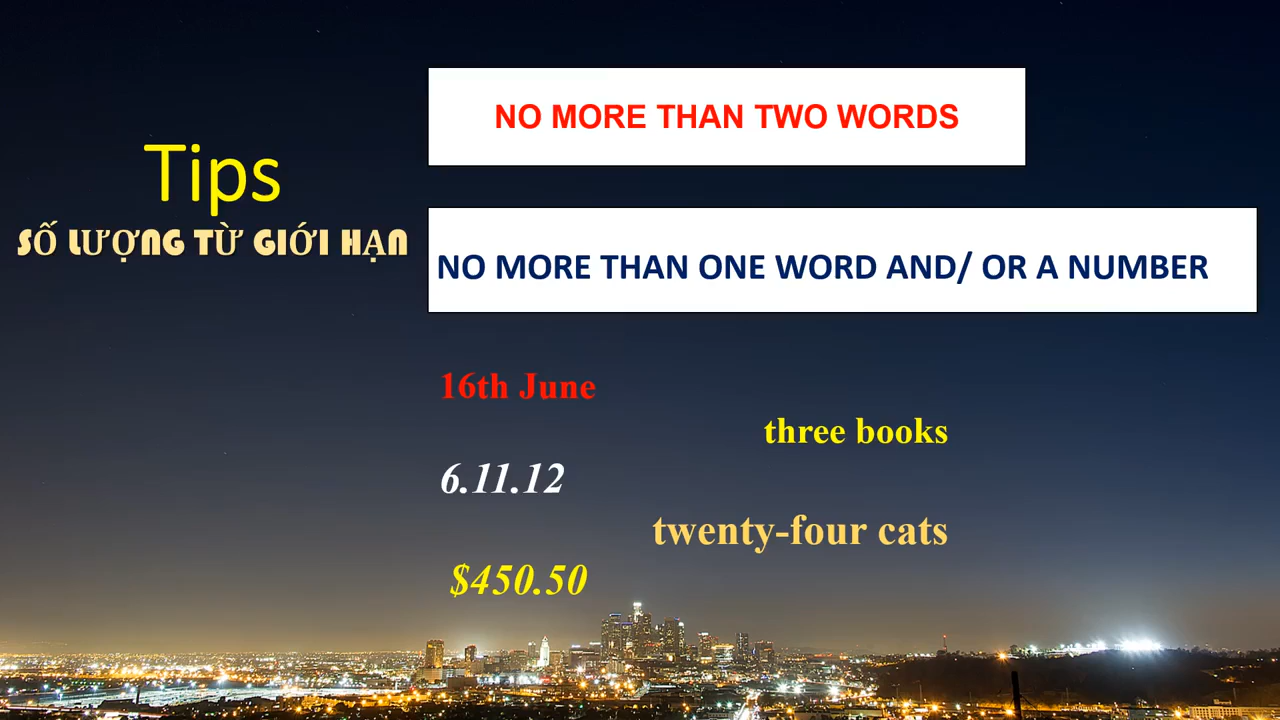 Tips
SỐ LƯỢNG TỪ GIỚI HẠN
NO MORE THAN TWO WORDS
NO MORE THAN ONE WORD AND/ OR A NUMBER
16th June
three books
6.11.12
twenty-four cats
$450.50